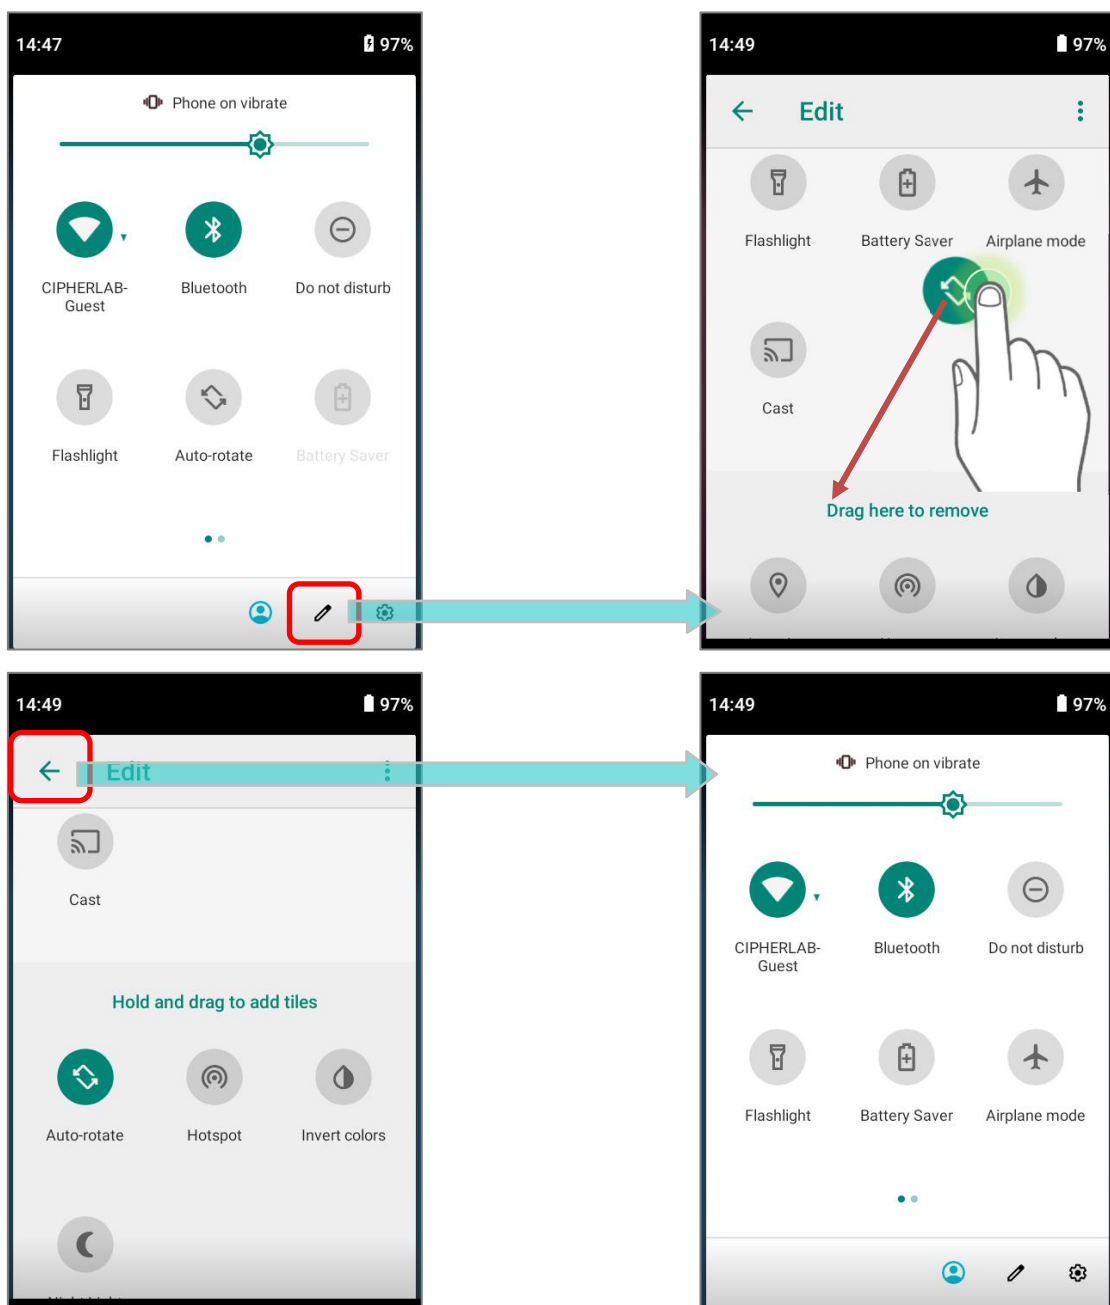 14:47
97%
Phone on vibrate
CIPHERLAB-
Guest
Bluetooth
Do not disturb
Flashlight
Auto-rotate
Battery Saver
14:49
97%
Edit
Flashlight
Battery Saver
Airplane mode
Cast
Drag here to remove
14:49
97%
Edit
Cast
Hold and drag to add tiles
Auto-rotate
Hotspot
Invert colors
14:49
97%
Phone on vibrate
CIPHERLAB-
Guest
Bluetooth
Do not disturb
Flashlight
Battery Saver
Airplane mode